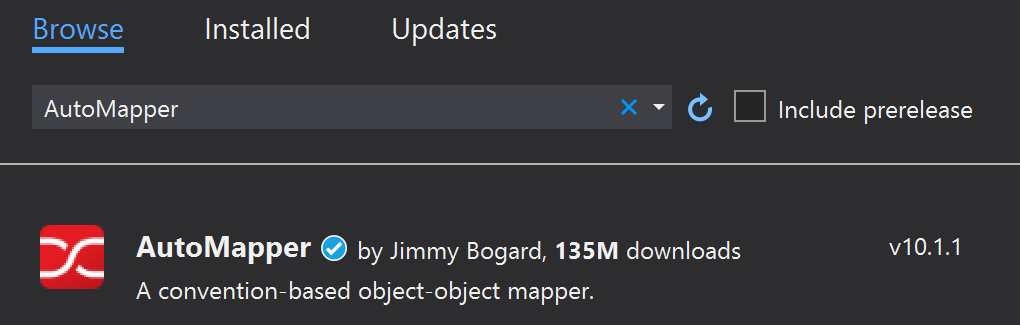 Browse Installed Updates
AutoMapper
Include prerelease
AutoMapper by Jimmy Bogard, 135M downloads v10.1.1
A convention-based object-object mapper.